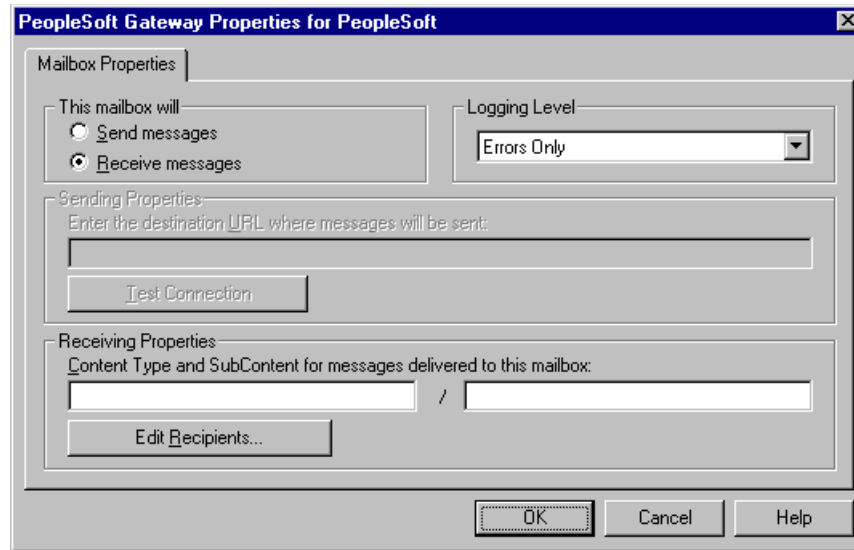 PeopleSoft Gateway Properties for PeopleSoft
Mailbox Properties
This mailbox will
Send messages
Receive messages
Logging Level
Errors Only
Sending Properties
Enter the destination URL where messages will be sent:
Test Connection
Receiving Properties
Content Type and SubContent for messages delivered to this mailbox:
/
Edit Recipients...
OK Cancel Help